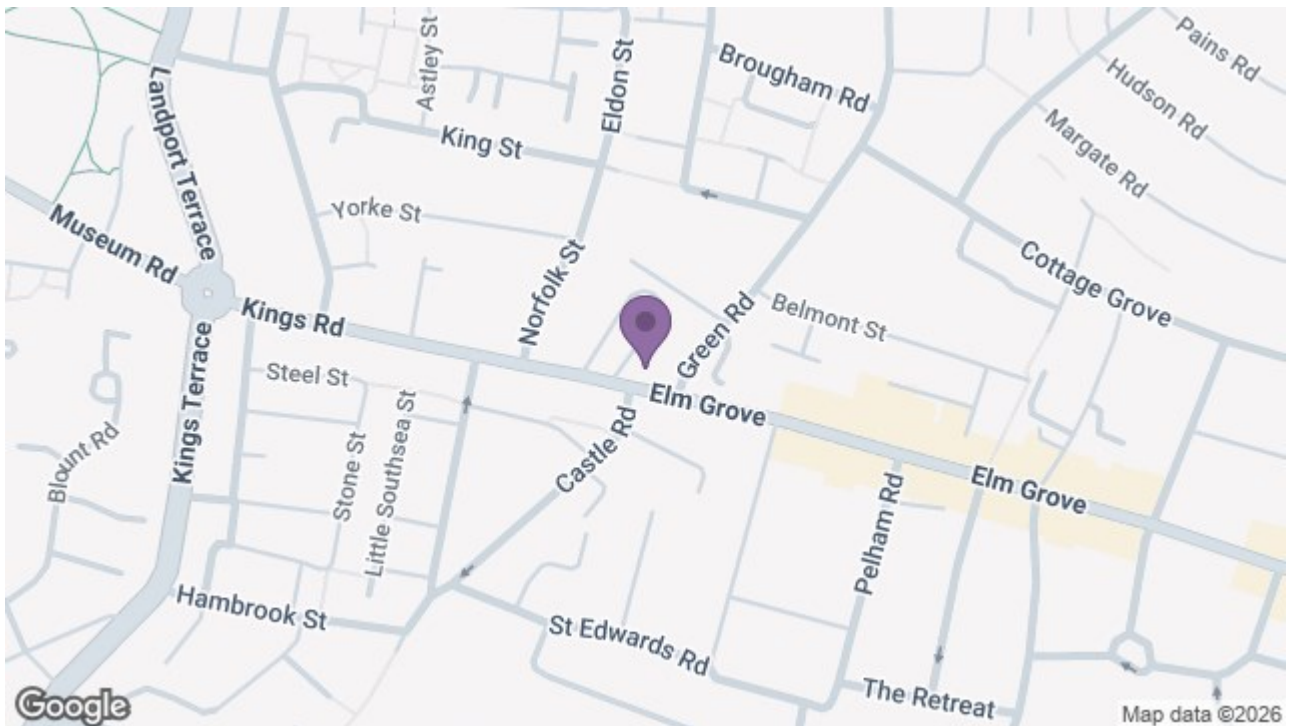 Pains Rd
Hudson Rd
Margate Rd
Astley St
Eldon St
Brougham Rd
King St
Landport Terrace
Yorke St
Museum Rd
Norfolk St
Cottage Grove
Kings Rd
Green Rd
Belmont St
Steel St
Kings Terrace
Elm Grove
Castle Rd
Blount Rd
Stone St
Little Southsea St
Elm Grove
Pelham Rd
Hambrook St
St Edwards Rd
The Retreat
Google
Map data ©2026